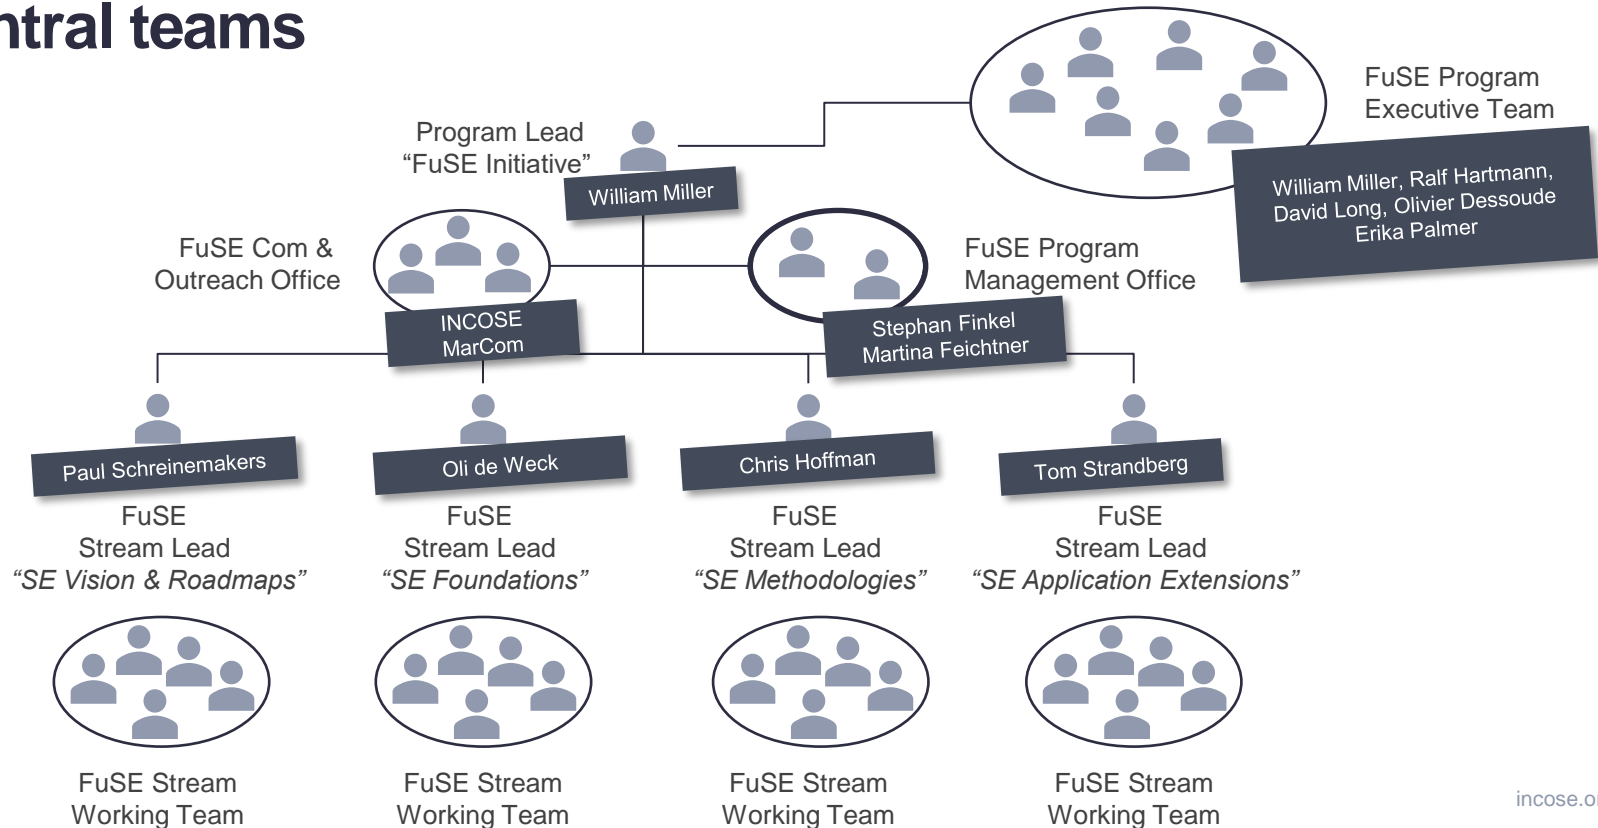 ntral teams
FuSE Program
Executive Team
William Miller, Ralf Hartmann,
David Long, Olivier Dessoude
Erika Palmer
Program Lead
“FuSE Initiative”
William Miller
FuSE Com &
Outreach Office
INCOSE
MarCom
FuSE Program
Management Office
Stephan Finkel
Martina Feichtner
Paul Schreinemakers
FuSE
Stream Lead
“SE Vision & Roadmaps”
Oli de Weck
FuSE
Stream Lead
“SE Foundations”
Chris Hoffman
FuSE
Stream Lead
“SE Methodologies”
Tom Strandberg
FuSE
Stream Lead
“SE Application Extensions”
FuSE Stream
Working Team
FuSE Stream
Working Team
FuSE Stream
Working Team
FuSE Stream
Working Team
incose.or